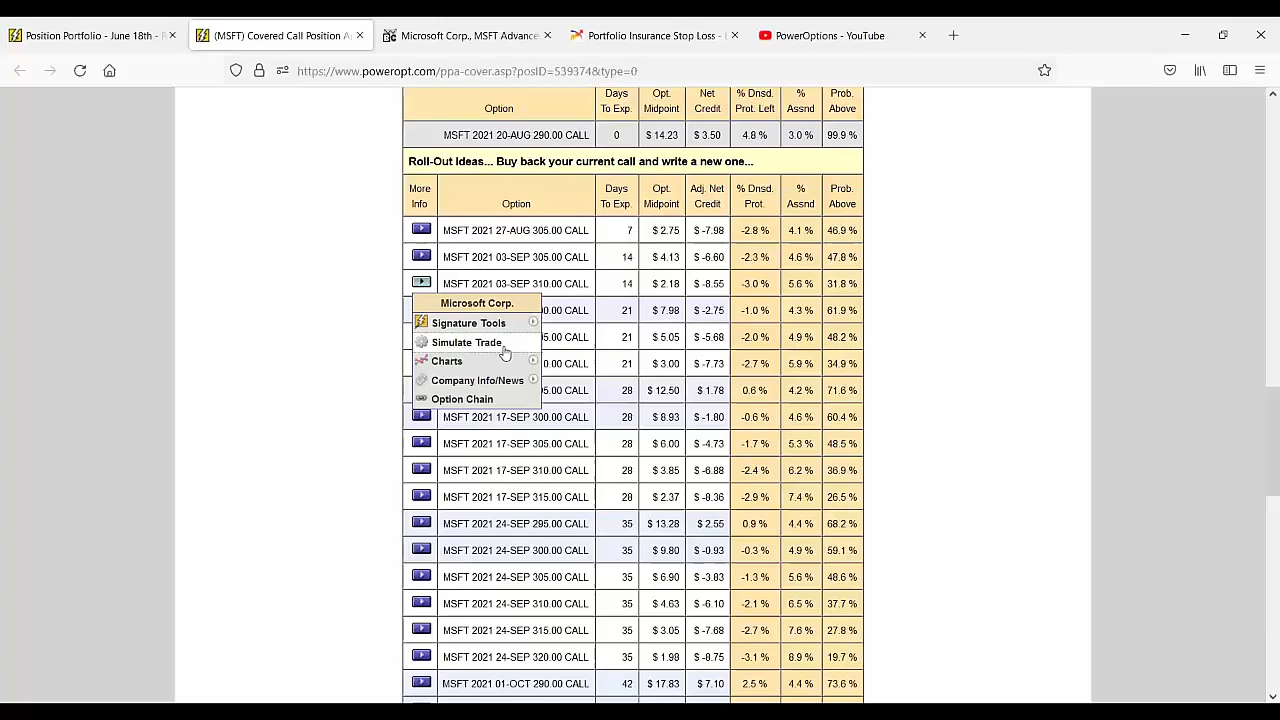 Position Portfolio - June 18th -
(MSFT) Covered Call Position A
Microsoft Corp., MSFT Advance
Portfolio Insurance Stop Loss -
PowerOptions - YouTube
https://www.poweropt.com/ppa-cover.asp?posID=539374&type=0
Option Days To Exp. Opt. Midpoint Net Credit % Dnsd. Prot. Left % Assnd Prob. Above
MSFT 2021 20-AUG 290.00 CALL 0 $ 14.23 $ 3.50 4.8 % 3.0 % 99.9 %
Roll-Out Ideas... Buy back your current call and write a new one...
More Info Option Days To Exp. Opt. Midpoint Adj. Net Credit % Dnsd. Prot. % Assnd Prob. Above
MSFT 2021 27-AUG 305.00 CALL 7 $ 2.75 $ -7.98 -2.8 % 4.1 % 46.9 %
MSFT 2021 03-SEP 305.00 CALL 14 $ 4.13 $ -6.60 -2.3 % 4.6 % 47.8 %
MSFT 2021 03-SEP 310.00 CALL 14 $ 2.18 $ -8.55 -3.0 % 5.6 % 31.8 %
Microsoft Corp.
0.00 CALL 21 $ 7.98 $ -2.75 -1.0 % 4.3 % 61.9 %
Signature Tools
Simulate Trade
5.00 CALL 21 $ 5.05 $ -5.68 -2.0 % 4.9 % 48.2 %
Charts
0.00 CALL 21 $ 3.00 $ -7.73 -2.7 % 5.9 % 34.9 %
Company Info/News
5.00 CALL 28 $ 12.50 $ 1.78 0.6 % 4.2 % 71.6 %
Option Chain
MSFT 2021 17-SEP 300.00 CALL 28 $ 8.93 $ -1.80 -0.6 % 4.6 % 60.4 %
MSFT 2021 17-SEP 305.00 CALL 28 $ 6.00 $ -4.73 -1.7 % 5.3 % 48.5 %
MSFT 2021 17-SEP 310.00 CALL 28 $ 3.85 $ -6.88 -2.4 % 6.2 % 36.9 %
MSFT 2021 17-SEP 315.00 CALL 28 $ 2.37 $ -8.36 -2.9 % 7.4 % 26.5 %
MSFT 2021 24-SEP 295.00 CALL 35 $ 13.28 $ 2.55 0.9 % 4.4 % 68.2 %
MSFT 2021 24-SEP 300.00 CALL 35 $ 9.80 $ -0.93 -0.3 % 4.9 % 59.1 %
MSFT 2021 24-SEP 305.00 CALL 35 $ 6.90 $ -3.83 -1.3 % 5.6 % 48.6 %
MSFT 2021 24-SEP 310.00 CALL 35 $ 4.63 $ -6.10 -2.1 % 6.5 % 37.7 %
MSFT 2021 24-SEP 315.00 CALL 35 $ 3.05 $ -7.68 -2.7 % 7.6 % 27.8 %
MSFT 2021 24-SEP 320.00 CALL 35 $ 1.98 $ -8.75 -3.1 % 8.9 % 19.7 %
MSFT 2021 01-OCT 290.00 CALL 42 $ 17.83 $ 7.10 2.5 % 4.4 % 73.6 %